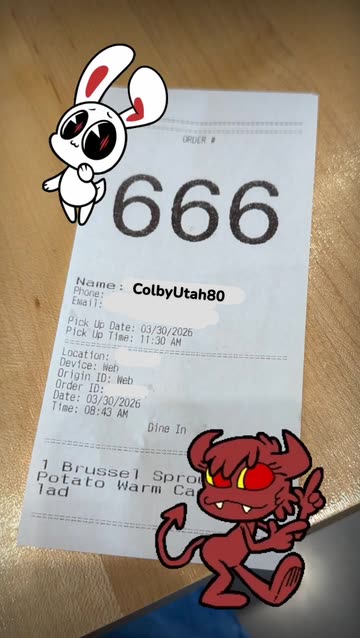 ORDER #
666
Name: ColbyUtah80
Phone:
Email:
Pick Up Date: 03/30/2026
Pick Up Time: 11:30 AM
Location:
Device: Web
Origin ID: Web
Order ID:
Date: 03/30/2026
Time: 08:43 AM
Dine In
1 Brussel Spro
Potato Warm Ca
lad